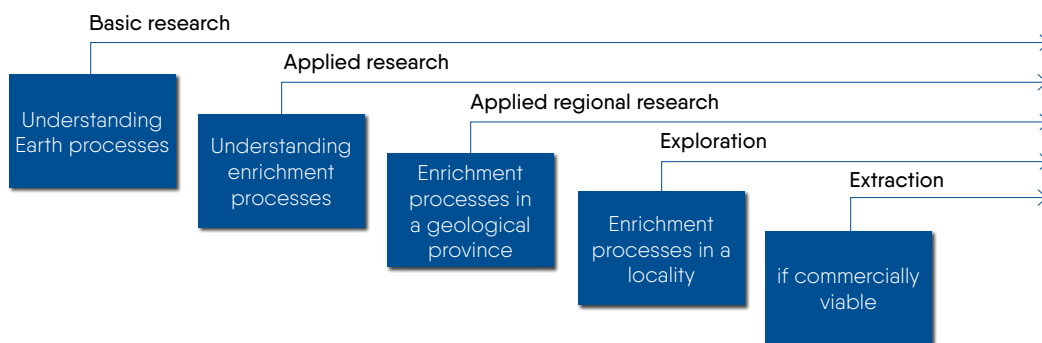 Basic research
Understanding
Earth processes
Applied research
Understanding
enrichment
processes
Applied regional research
Enrichment
processes in
a geological
province
Exploration
Enrichment
processes in a
locality
Extraction
if commercially
viable